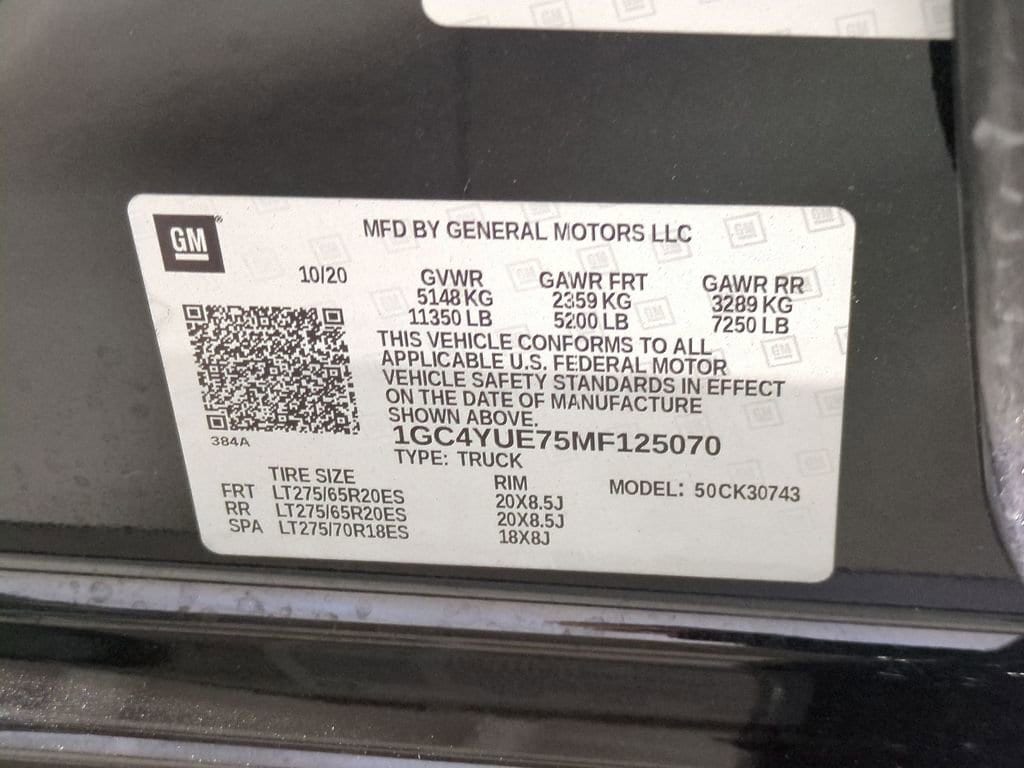 GM
MFD BY GENERAL MOTORS LLC
10/20
GVWR GAWR FRT GAWR RR
5148 KG 2359 KG 3289 KG
11350 LB 5200 LB 7250 LB
THIS VEHICLE CONFORMS TO ALL
APPLICABLE U.S. FEDERAL MOTOR
VEHICLE SAFETY STANDARDS IN EFFECT
ON THE DATE OF MANUFACTURE
SHOWN ABOVE.
384A
1GC4YUE75MF125070
TYPE: TRUCK
TIRE SIZE RIM MODEL: 50CK30743
FRT LT275/65R20ES 20X8.5J
RR LT275/65R20ES 20X8.5J
SPA LT275/70R18ES 18X8J